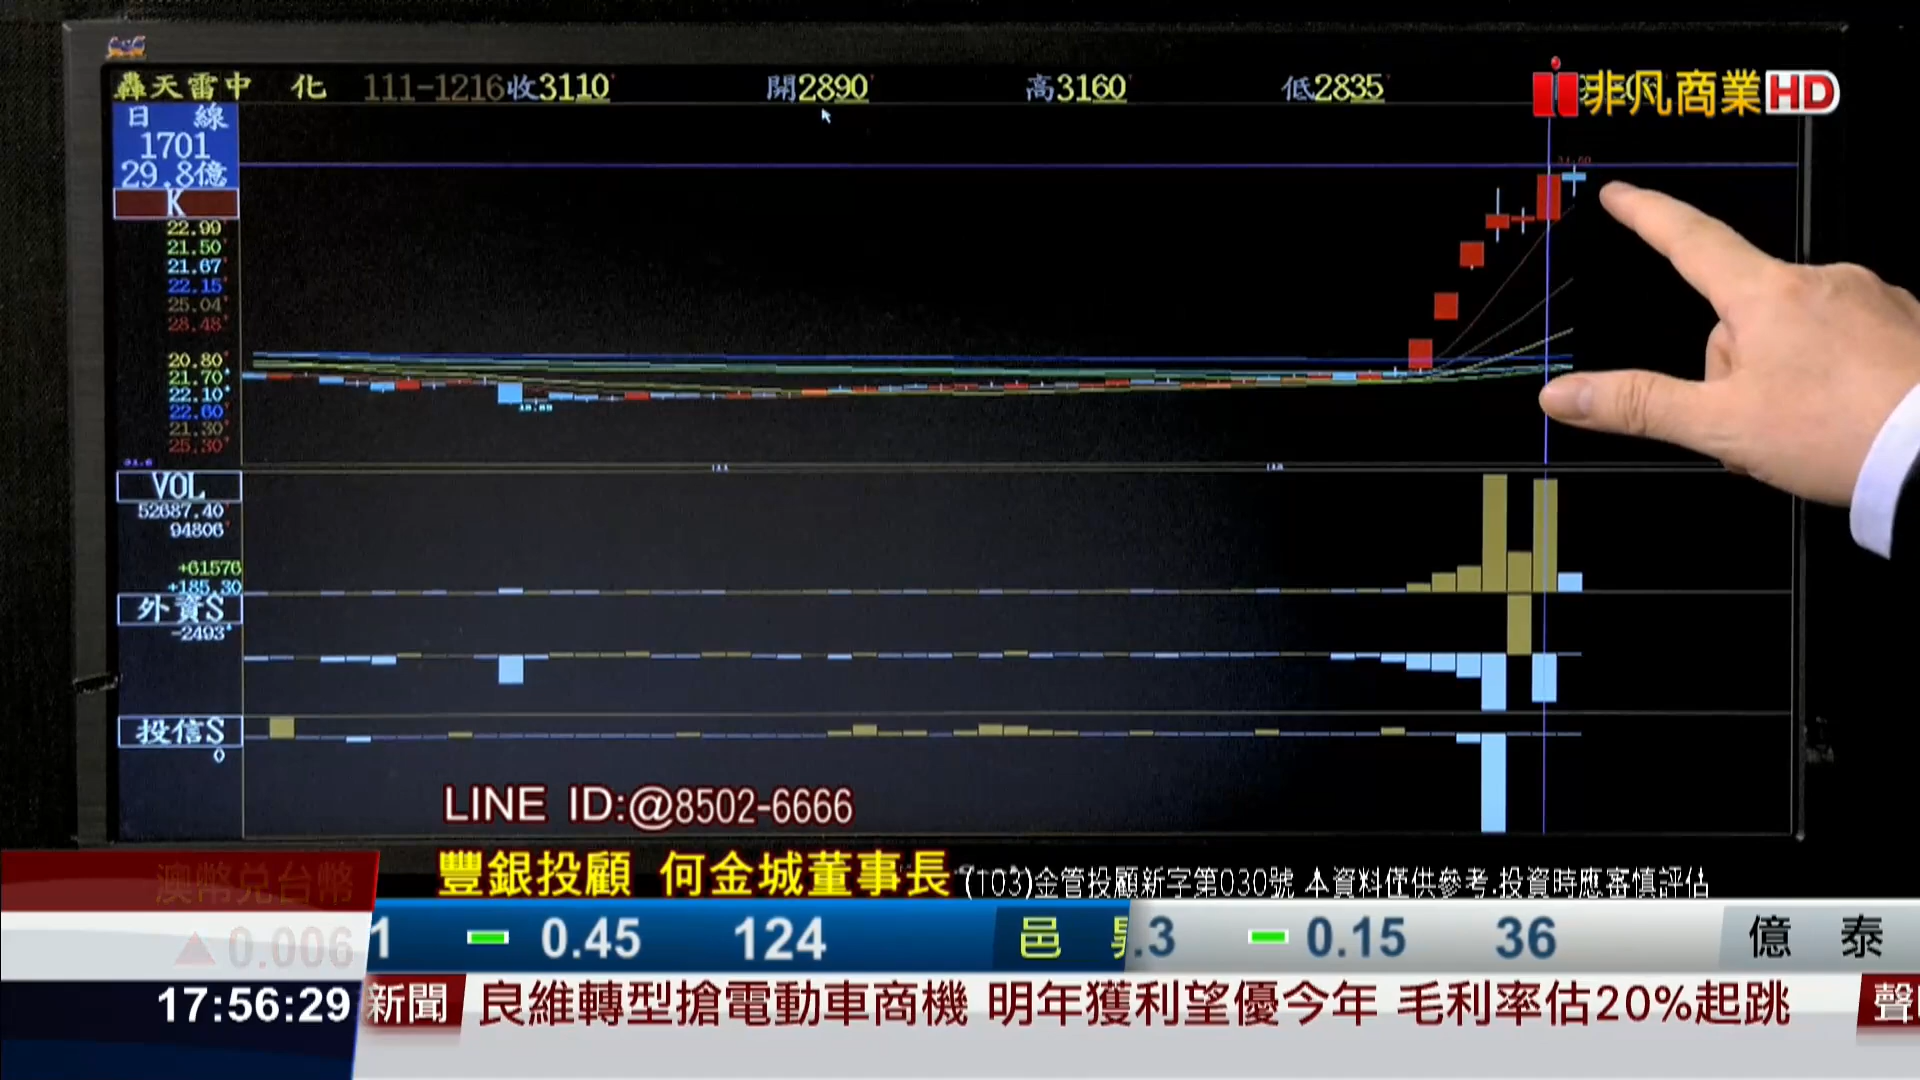 轟天雷中 化 111-1216收3110 開2890 高3160 低2835
非凡商業HD
日 線
1701
29.8億
K
22.99
21.50
21.67
22.15
25.04
28.48
20.80
21.70
22.10
22.60
21.30
25.30
31.6
VOL
52687.40
94806
+61576
+185.30
外資S
-2493
投信S
0
LINE ID:@8502-6666
豐銀投顧 何金城董事長 (103)金管投顧新字第030號 本資料僅供參考.投資時應審慎評估
澳幣兑台幣
▲0.006
1 0.45 124 邑 .3 0.15 36 億 泰
17:56:29
新聞 良維轉型搶電動車商機 明年獲利望優今年 毛利率估20%起跳